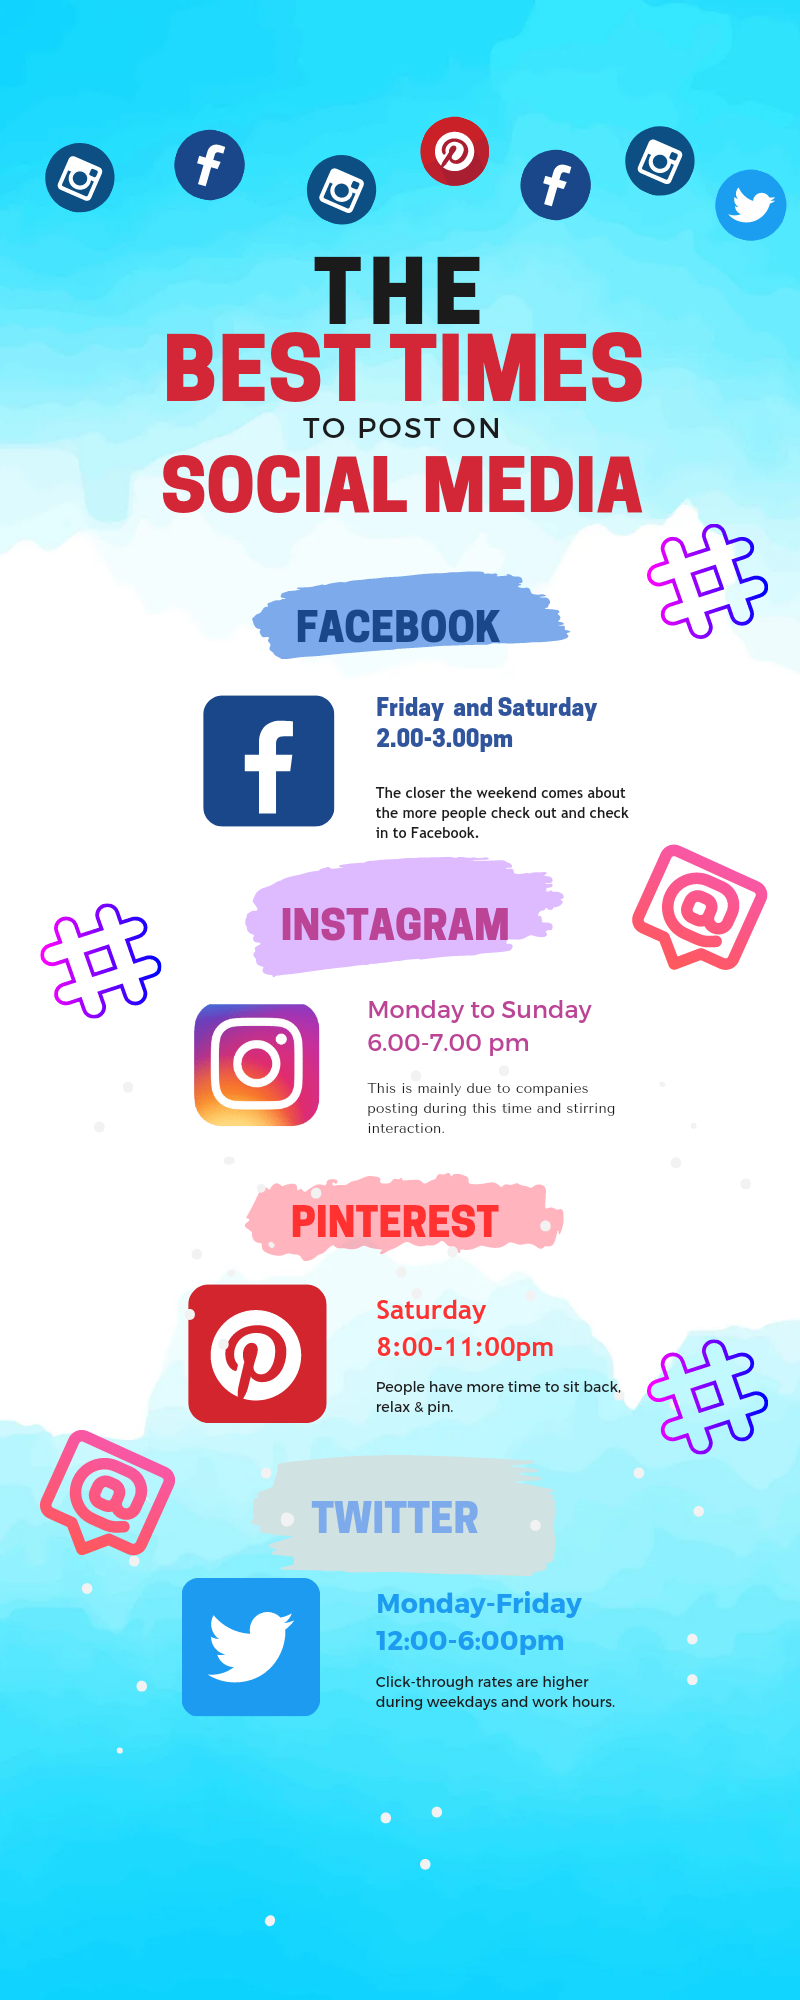 THE
BEST TIMES
TO POST ON
SOCIAL MEDIA
FACEBOOK
Friday and Saturday
2.00-3.00pm
The closer the weekend comes about
the more people check out and check
in to Facebook.
INSTAGRAM
Monday to Sunday
6.00-7.00 pm
This is mainly due to companies
posting during this time and stirring
interaction.
PINTEREST
Saturday
8:00-11:00pm
People have more time to sit back,
relax & pin.
TWITTER
Monday-Friday
12:00-6:00pm
Click-through rates are higher
during weekdays and work hours.